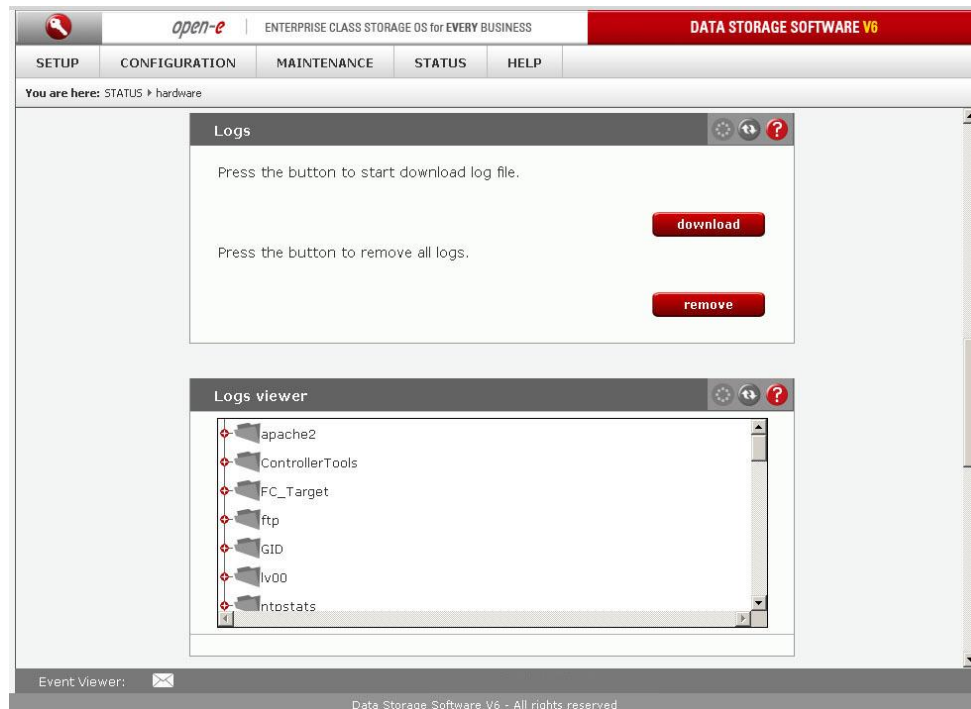 open-e
ENTERPRISE CLASS STORAGE OS for EVERY BUSINESS
DATA STORAGE SOFTWARE V6
SETUP CONFIGURATION MAINTENANCE STATUS HELP
You are here: STATUS hardware
Logs
?
Press the button to start download log file.
download
Press the button to remove all logs.
remove
Logs viewer
?
apache2
ControllerTools
FC_Target
ftp
GID
lv00
ntpstats
Event Viewer:
Data Storage Software V6 - All rights reserved